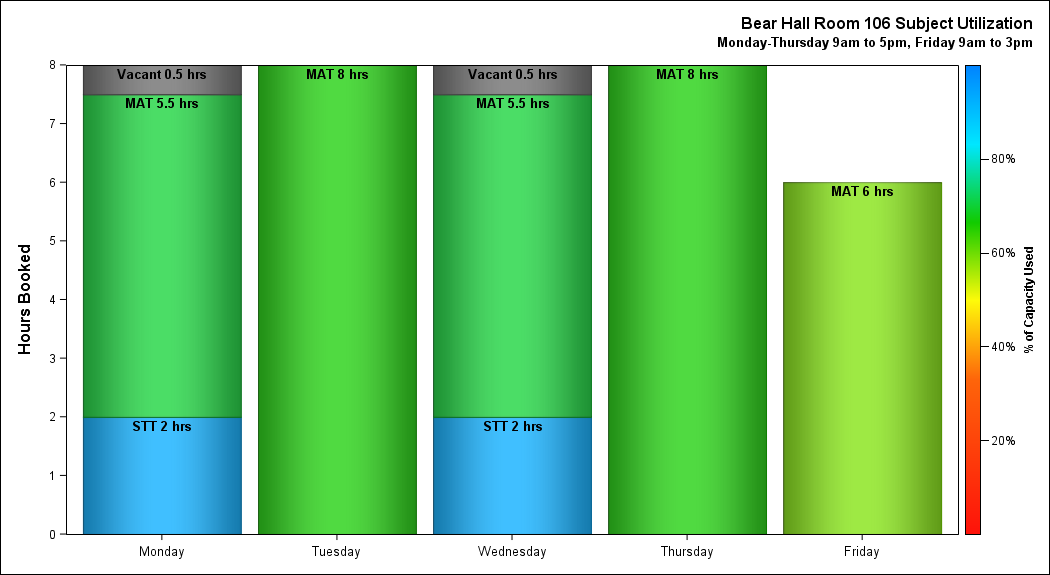 Bear Hall Room 106 Subject Utilization
Monday-Thursday 9am to 5pm, Friday 9am to 3pm
Hours Booked
8
7
6
5
4
3
2
1
0
Vacant 0.5 hrs
MAT 5.5 hrs
STT 2 hrs
MAT 8 hrs
Vacant 0.5 hrs
MAT 5.5 hrs
STT 2 hrs
MAT 8 hrs
MAT 6 hrs
Monday
Tuesday
Wednesday
Thursday
Friday
80%
60%
40%
20%
% of Capacity Used